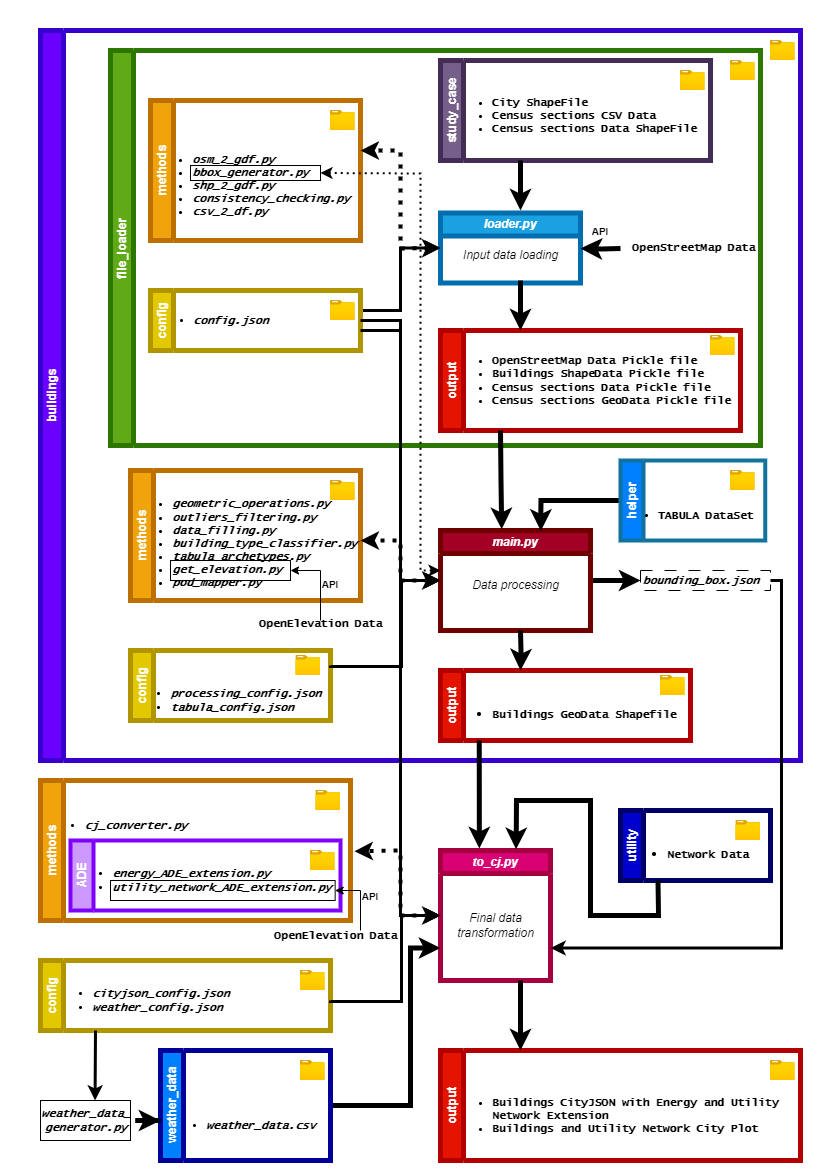 buildings
file_loader
methods
osm_2_gdf.py
bbox_generator.py
shp_2_gdf.py
consistency_checking.py
csv_2_df.py
config
config.json
study_case
City ShapeFile
Census sections CSV Data
Census sections Data ShapeFile
loader.py
Input data loading
API
OpenStreetMap Data
output
OpenStreetMap Data Pickle file
Buildings ShapeData Pickle file
Census sections Data Pickle file
Census sections GeoData Pickle file
methods
geometric_operations.py
outliers_filtering.py
data_filling.py
building_type_classifier.py
tabula_archetypes.py
get_elevation.py
pod_mapper.py
API
OpenElevation Data
config
processing_config.json
tabula_config.json
helper
TABULA DataSet
main.py
Data processing
bounding_box.json
output
Buildings GeoData Shapefile
methods
cj_converter.py
ADE
energy_ADE_extension.py
utility_network_ADE_extension.py
API
OpenElevation Data
utility
Network Data
to_cj.py
Final data
transformation
config
cityjson_config.json
weather_config.json
weather_data_
generator.py
weather_data
weather_data.csv
output
Buildings CityJSON with Energy and Utility
Network Extension
Buildings and Utility Network City Plot